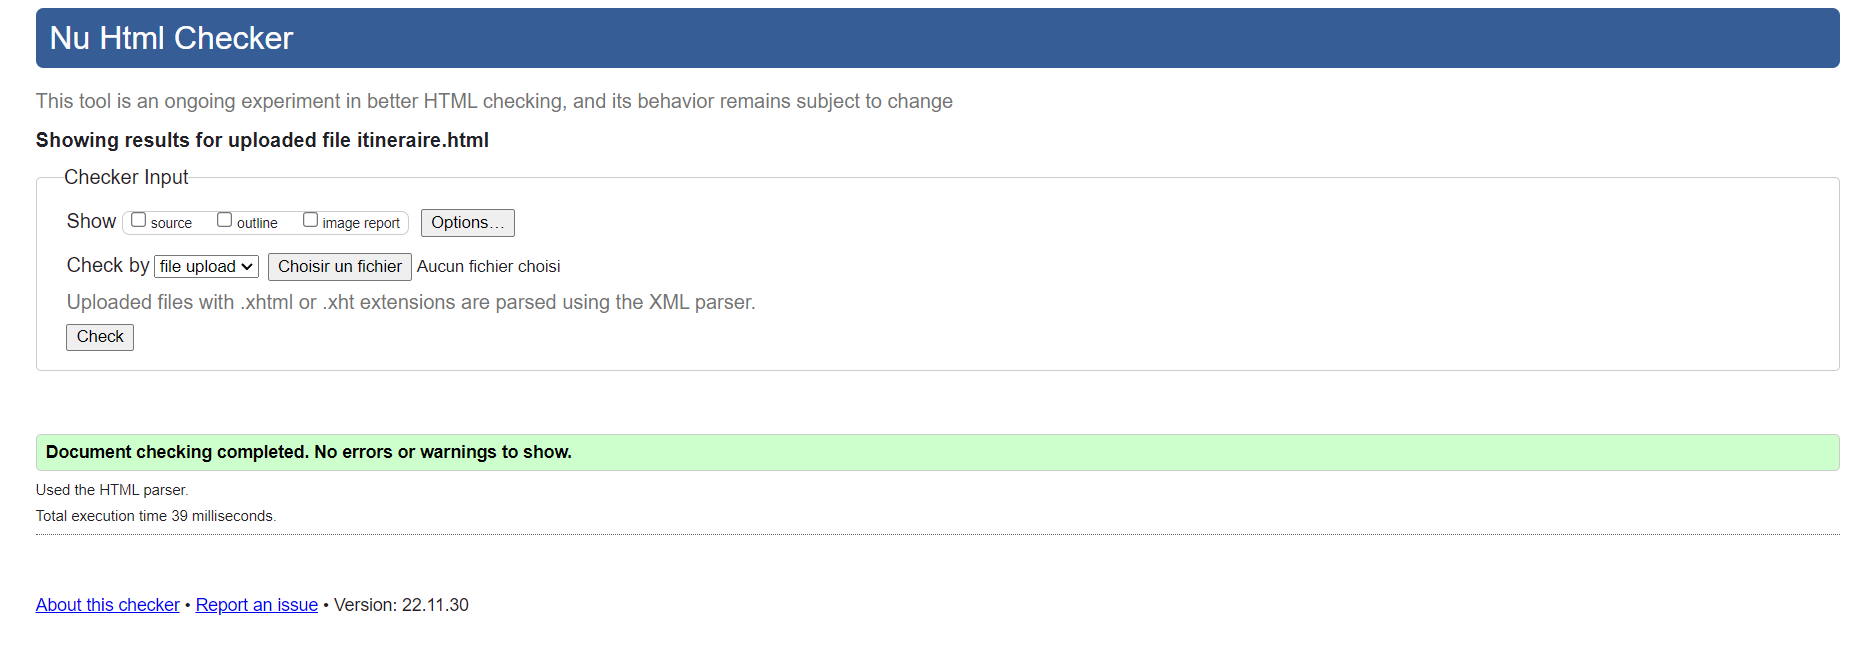 Nu Html Checker
This tool is an ongoing experiment in better HTML checking, and its behavior remains subject to change
Showing results for uploaded file itineraire.html
Checker Input
Show source outline image report Options…
Check by file upload Choisir un fichier Aucun fichier choisi
Uploaded files with .xhtml or .xht extensions are parsed using the XML parser.
Check
Document checking completed. No errors or warnings to show.
Used the HTML parser.
Total execution time 39 milliseconds.
About this checker • Report an issue • Version: 22.11.30